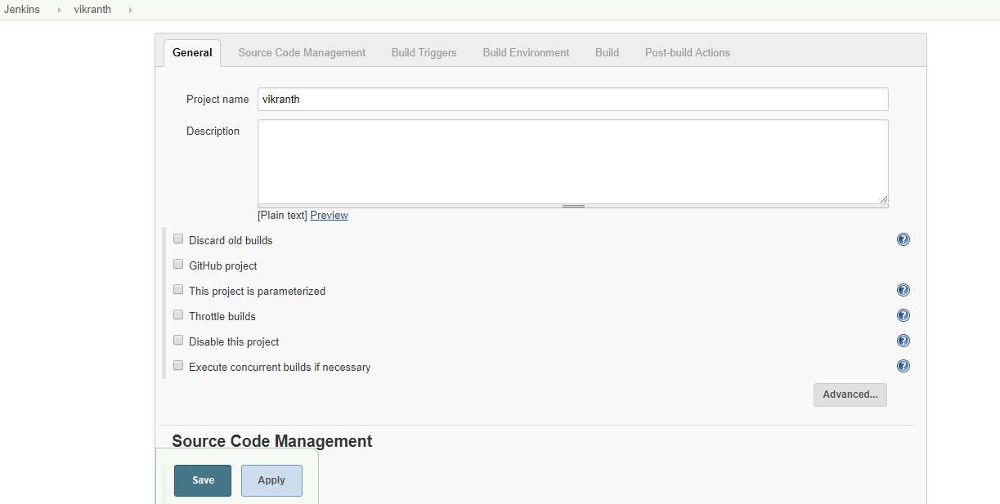 Jenkins vikranth
General Source Code Management Build Triggers Build Environment Build Post-build Actions
Project name vikranth
Description
[Plain text] Preview
Discard old builds ?
GitHub project
This project is parameterized ?
Throttle builds ?
Disable this project ?
Execute concurrent builds if necessary ?
Advanced...
Source Code Management
Save Apply